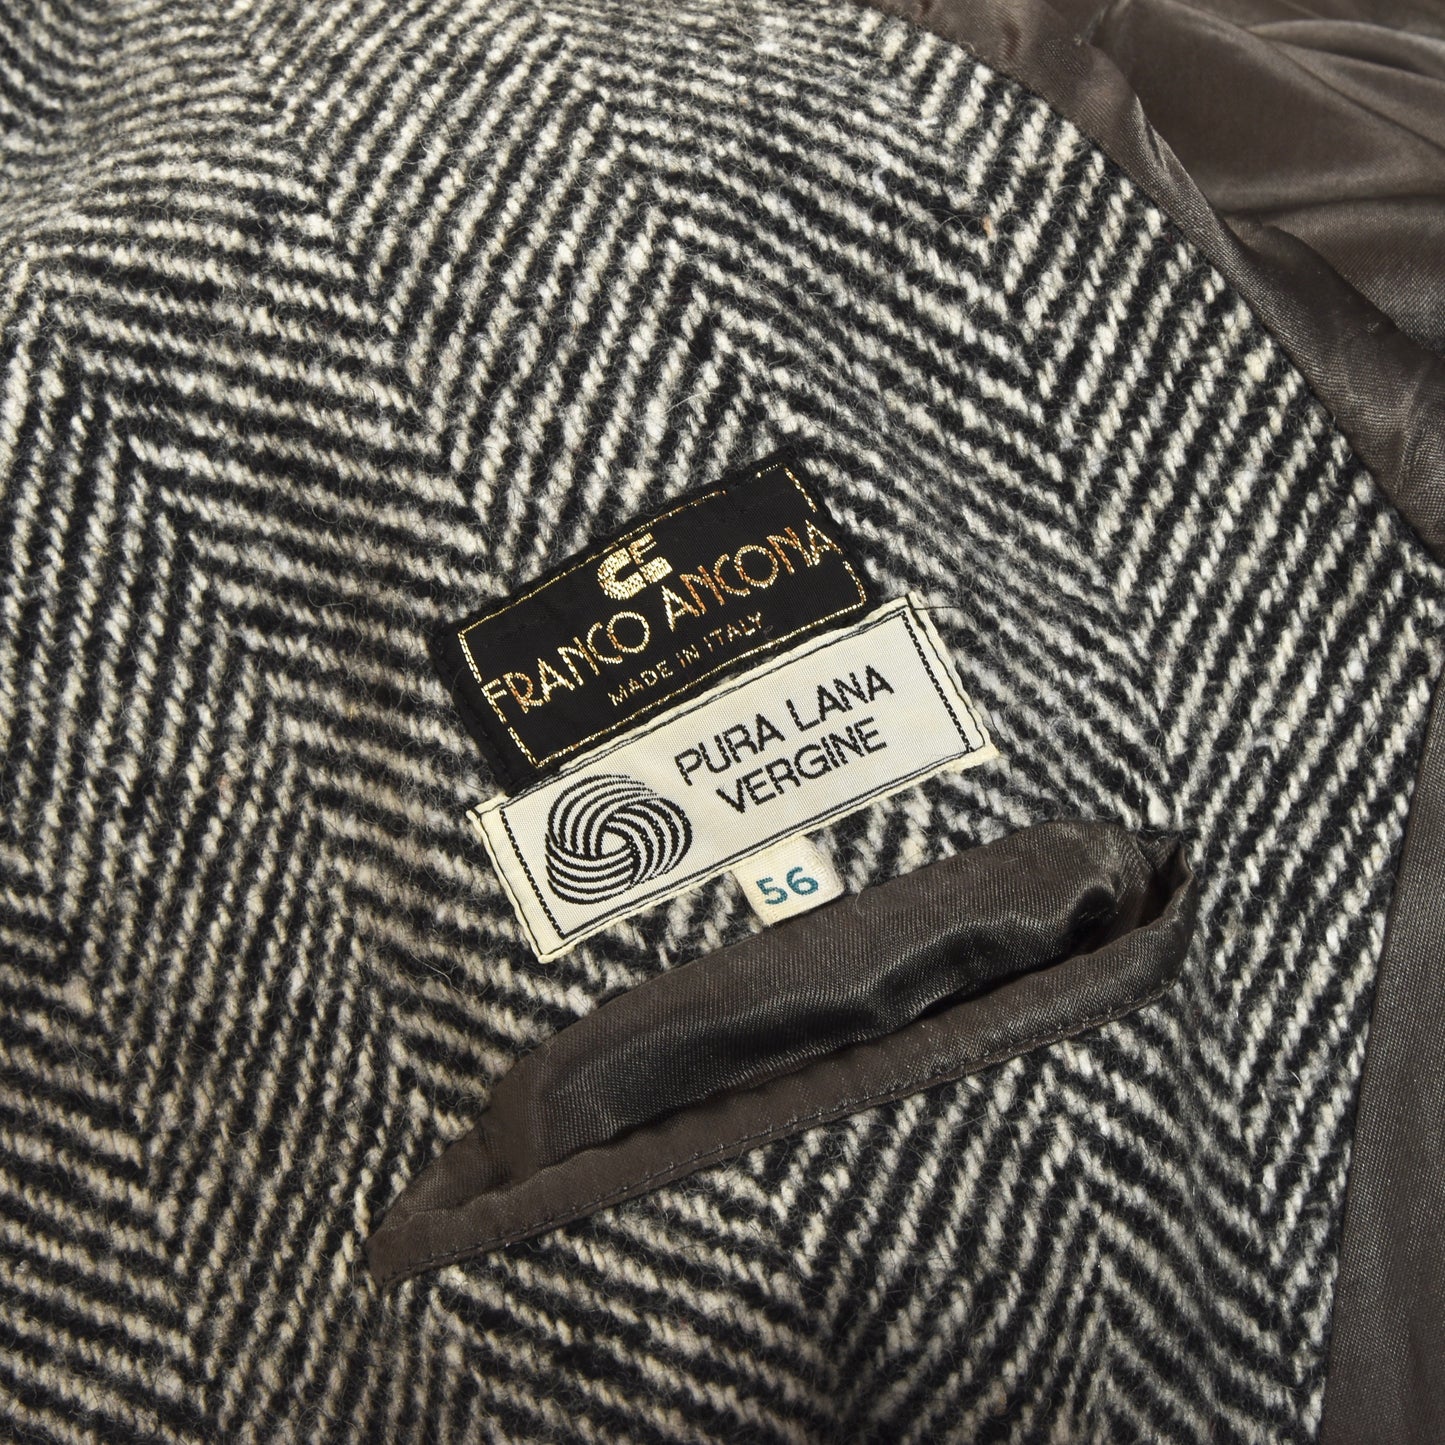 FRANCO ANCONA
MADE IN ITALY
PURA LANA
VERGINE
56